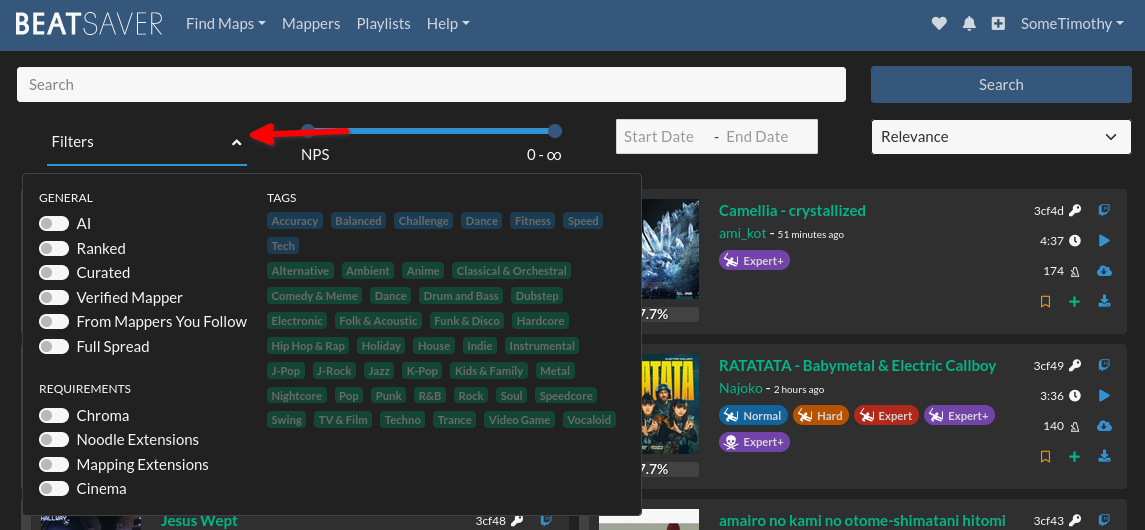 BEATSAVER Find Maps Mappers Playlists Help SomeTimothy
Search Search
Filters NPS 0 - ∞ Start Date - End Date Relevance
GENERAL
AI
Ranked
Curated
Verified Mapper
From Mappers You Follow
Full Spread
REQUIREMENTS
Chroma
Noodle Extensions
Mapping Extensions
Cinema
TAGS
Accuracy Balanced Challenge Dance Fitness Speed
Tech
Alternative Ambient Anime Classical & Orchestral
Comedy & Meme Dance Drum and Bass Dubstep
Electronic Folk & Acoustic Funk & Disco Hardcore
Hip Hop & Rap Holiday House Indie Instrumental
J-Pop J-Rock Jazz K-Pop Kids & Family Metal
Nightcore Pop Punk R&B Rock Soul Speedcore
Swing TV & Film Techno Trance Video Game Vocaloid
Camellia - crystallized 3cf4d
ami_kot - 51 minutes ago 4:37
Expert+ 174
7.7%
RATATATA - Babymetal & Electric Callboy 3cf49
Najoko - 2 hours ago 3:36
Normal Hard Expert Expert+ 140
Expert+
7.7%
Jesus Wept 3cf48
amairo no kami no otome-shimatani hitomi 3cf43